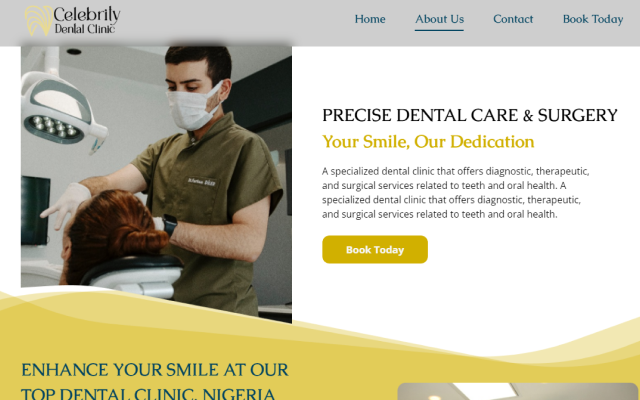 Celebrily
Dental Clinic
Home
About Us
Contact
Book Today
PRECISE DENTAL CARE & SURGERY
Your Smile, Our Dedication
A specialized dental clinic that offers diagnostic, therapeutic,
and surgical services related to teeth and oral health. A
specialized dental clinic that offers diagnostic, therapeutic,
and surgical services related to teeth and oral health.
Book Today
ENHANCE YOUR SMILE AT OUR
TOP DENTAL CLINIC, NIGERIA